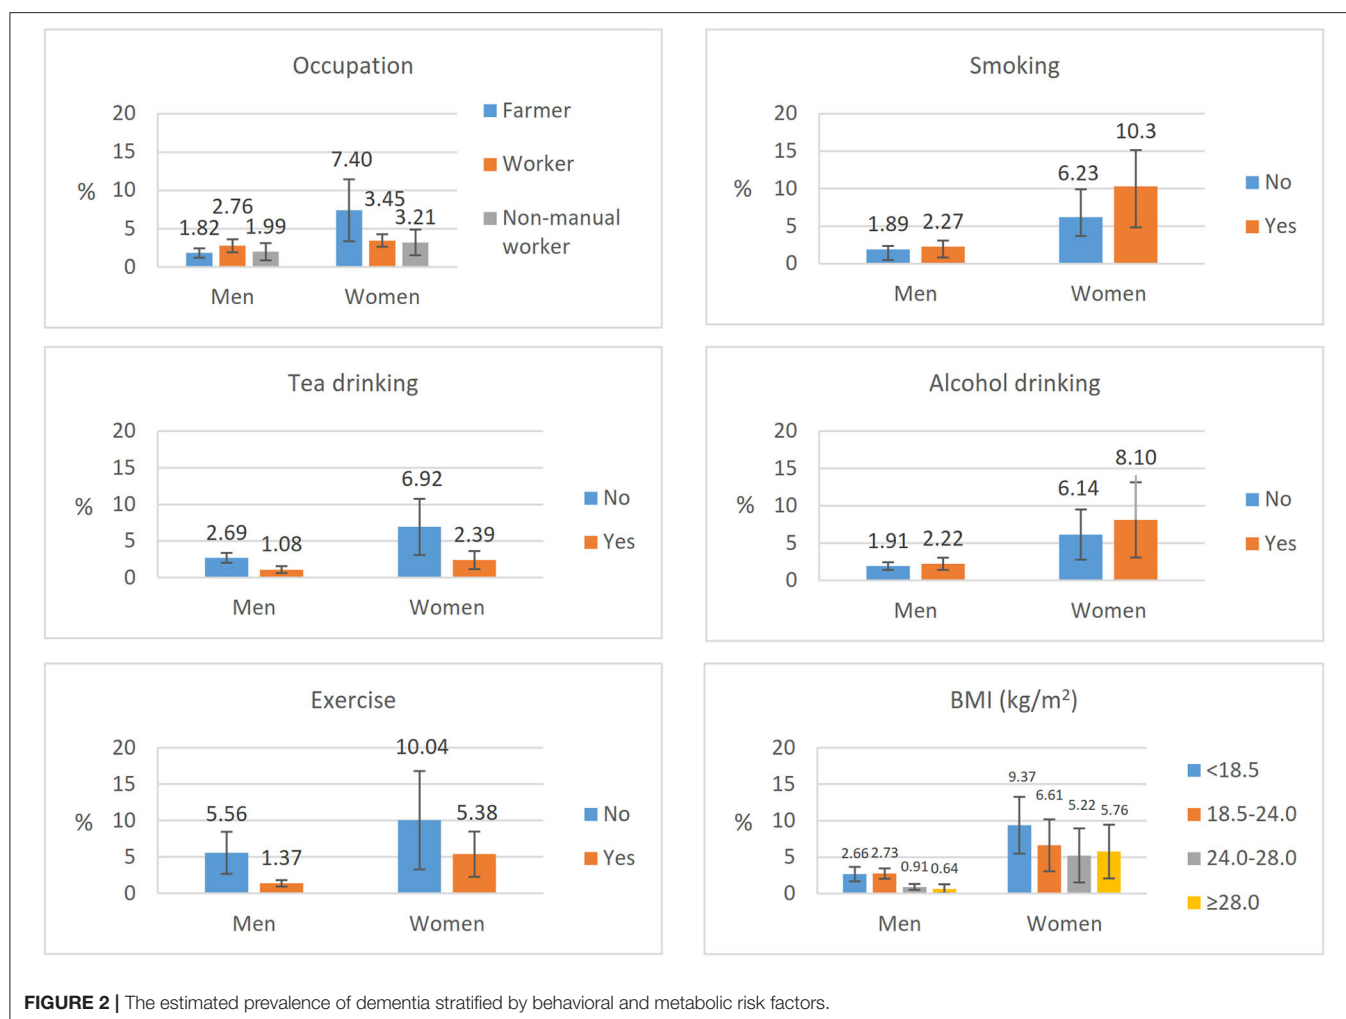 Occupation
20
15
10
5
0
%
1.82
2.76
1.99
7.40
3.45
3.21
Men
Women
Farmer
Worker
Non-manual
worker
Smoking
20
15
10
5
0
%
1.89
2.27
6.23
10.3
Men
Women
No
Yes
Tea drinking
20
15
10
5
0
%
2.69
1.08
6.92
2.39
Men
Women
No
Yes
Alcohol drinking
20
15
10
5
0
%
1.91
2.22
6.14
8.10
Men
Women
No
Yes
Exercise
20
15
10
5
0
%
5.56
1.37
10.04
5.38
Men
Women
No
Yes
BMI (kg/m²)
20
15
10
5
0
%
2.66
2.73
0.91
0.64
9.37
6.61
5.22
5.76
Men
Women
<18.5
18.5-24.0
24.0-28.0
≥28.0
FIGURE 2 | The estimated prevalence of dementia stratified by behavioral and metabolic risk factors.